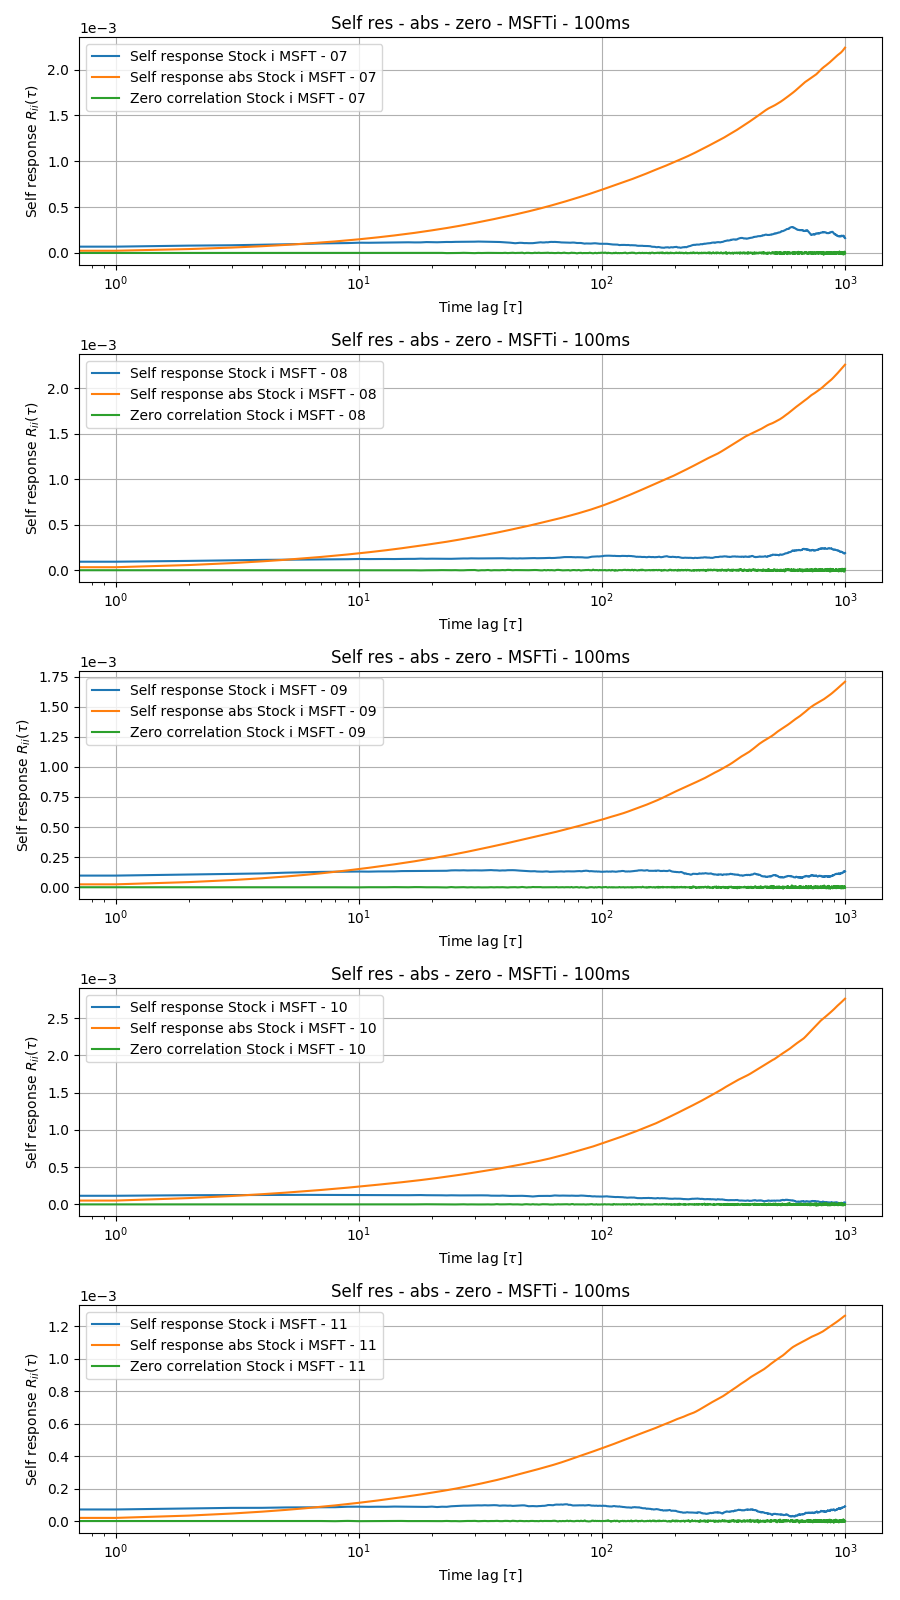 Self res - abs - zero - MSFTi - 100ms
1e−3
Self response Stock i MSFT - 07
Self response abs Stock i MSFT - 07
Zero correlation Stock i MSFT - 07
2.0
1.5
1.0
0.5
0.0
Self response R_{ii}(τ)
10^0 10^1 10^2 10^3
Time lag [τ]
Self res - abs - zero - MSFTi - 100ms
1e−3
Self response Stock i MSFT - 08
Self response abs Stock i MSFT - 08
Zero correlation Stock i MSFT - 08
2.0
1.5
1.0
0.5
0.0
Self response R_{ii}(τ)
10^0 10^1 10^2 10^3
Time lag [τ]
Self res - abs - zero - MSFTi - 100ms
1e−3
Self response Stock i MSFT - 09
Self response abs Stock i MSFT - 09
Zero correlation Stock i MSFT - 09
1.75
1.50
1.25
1.00
0.75
0.50
0.25
0.00
Self response R_{ii}(τ)
10^0 10^1 10^2 10^3
Time lag [τ]
Self res - abs - zero - MSFTi - 100ms
1e−3
Self response Stock i MSFT - 10
Self response abs Stock i MSFT - 10
Zero correlation Stock i MSFT - 10
2.5
2.0
1.5
1.0
0.5
0.0
Self response R_{ii}(τ)
10^0 10^1 10^2 10^3
Time lag [τ]
Self res - abs - zero - MSFTi - 100ms
1e−3
Self response Stock i MSFT - 11
Self response abs Stock i MSFT - 11
Zero correlation Stock i MSFT - 11
1.2
1.0
0.8
0.6
0.4
0.2
0.0
Self response R_{ii}(τ)
10^0 10^1 10^2 10^3
Time lag [τ]